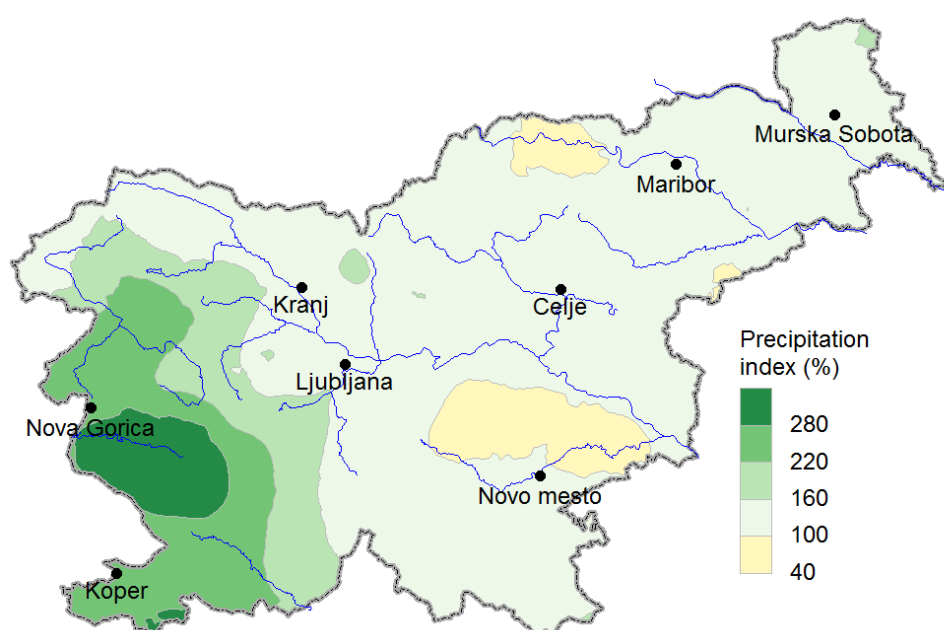 Murska Sobota
Maribor
Kranj
Celje
Ljubljana
Nova Gorica
Novo mesto
Koper
Precipitation
index (%)
280
220
160
100
40